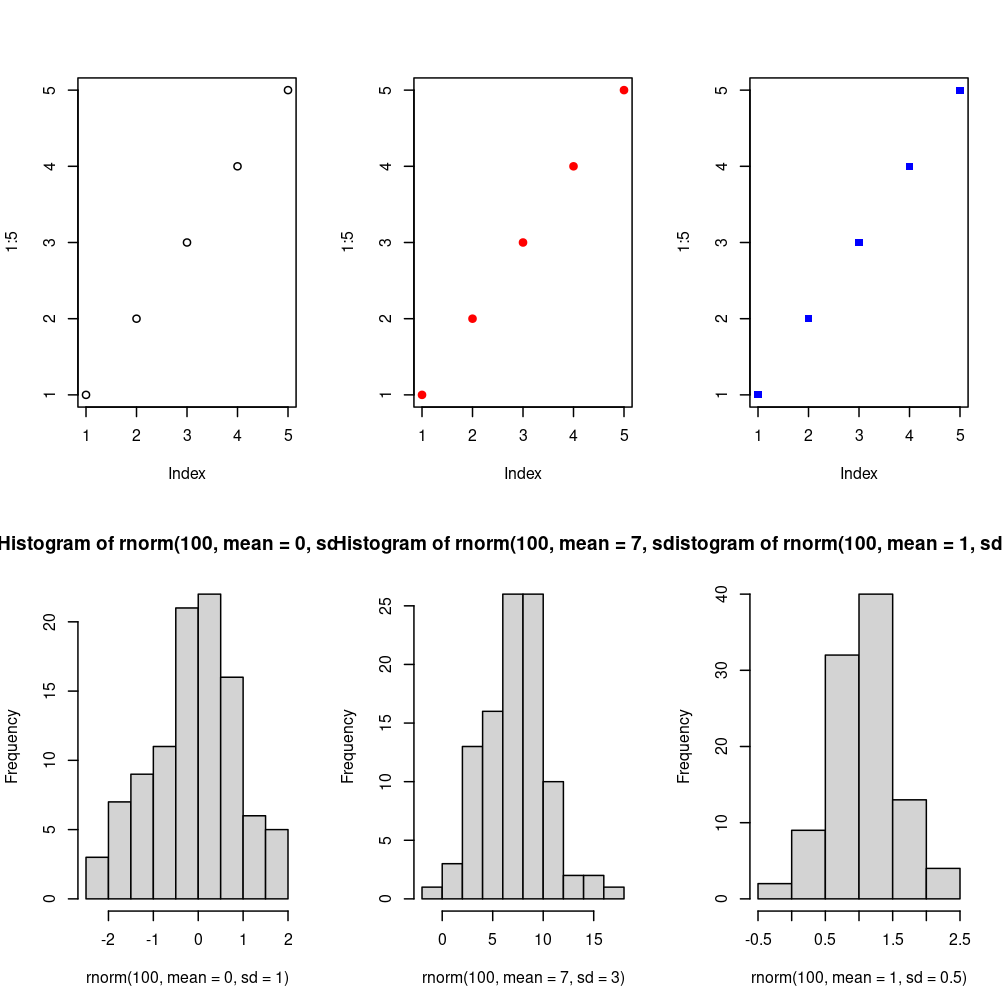 5
4
3
2
1
1:5
1 2 3 4 5
Index
5
4
3
2
1
1:5
1 2 3 4 5
Index
5
4
3
2
1
1:5
1 2 3 4 5
Index
Histogram of rnorm(100, mean = 0, sd
Histogram of rnorm(100, mean = 7, sd
istogram of rnorm(100, mean = 1, sd
20
15
10
5
0
Frequency
-2 -1 0 1 2
rnorm(100, mean = 0, sd = 1)
25
20
15
10
5
0
Frequency
0 5 10 15
rnorm(100, mean = 7, sd = 3)
40
30
20
10
0
Frequency
-0.5 0.5 1.5 2.5
rnorm(100, mean = 1, sd = 0.5)